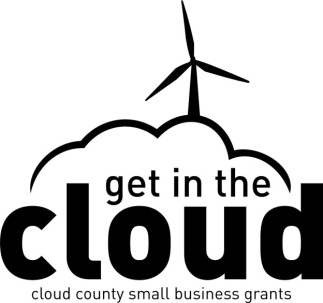 get in the
cloud
cloud county small business grants